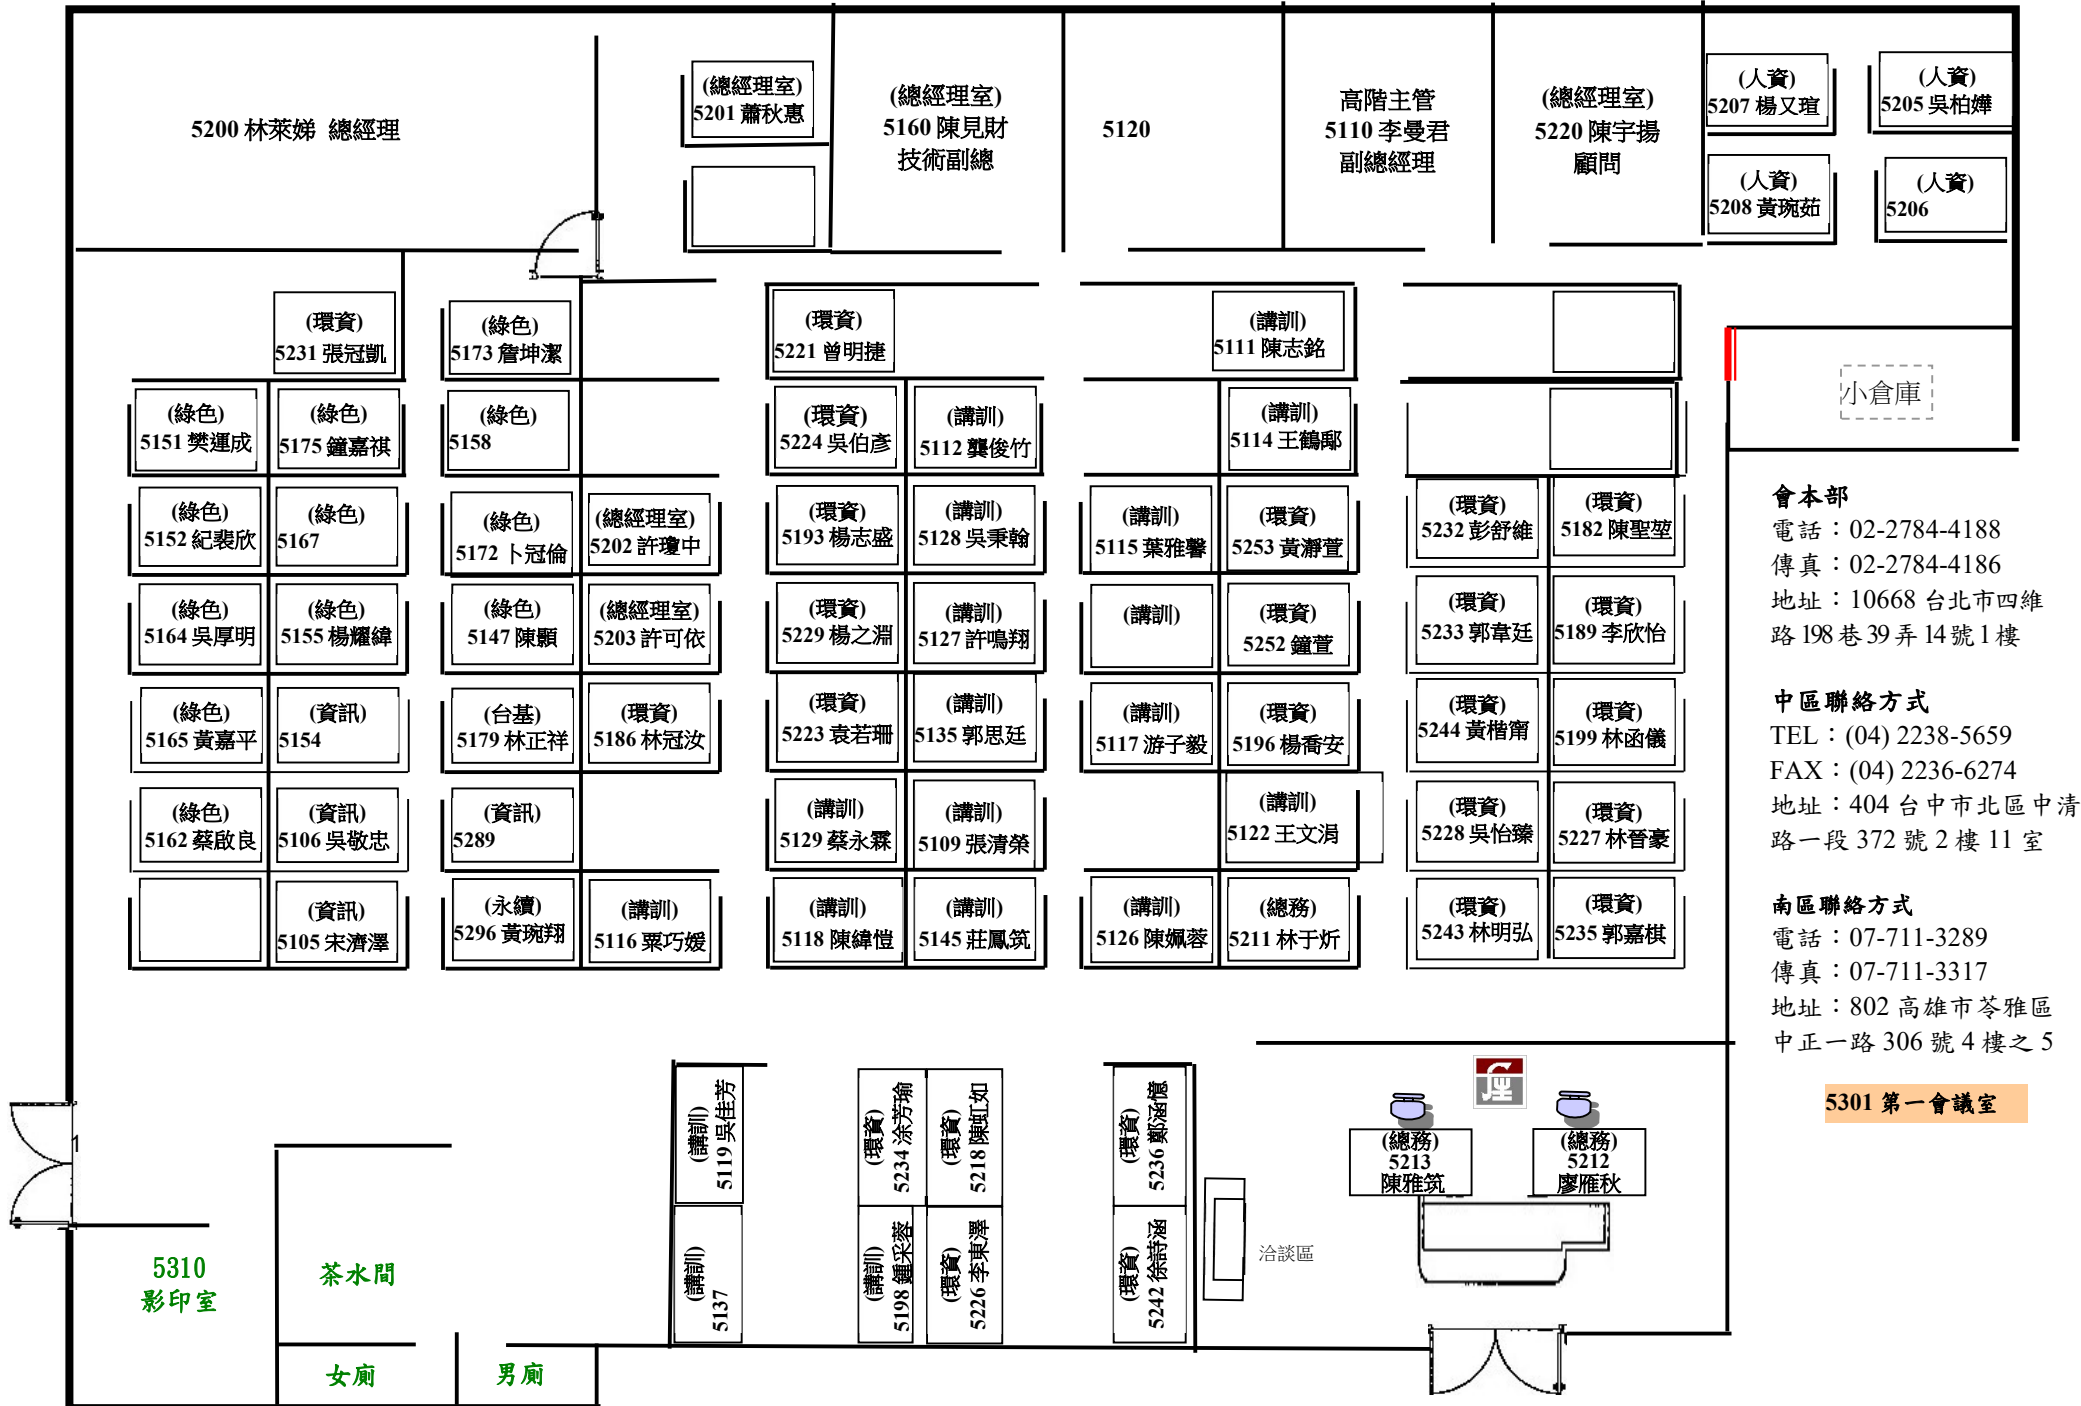 5200 林萊娣 總經理
(總經理室)
5201 蕭秋惠
(總經理室)
5160 陳見財
技術副總
5120
高階主管
5110 李曼君
副總經理
(總經理室)
5220 陳宇揚
顧問
(人資)
5207 楊又瑄
(人資)
5205 吳柏嬅
(人資)
5208 黃琬茹
(人資)
5206
(環資)
5231 張冠凱
(綠色)
5173 詹坤潔
(環資)
5221 曾明捷
(講訓)
5111 陳志銘
小倉庫
(綠色)
5151 樊運成
(綠色)
5175 鐘嘉祺
(綠色)
5158
(環資)
5224 吳伯彥
(講訓)
5112 龔俊竹
(講訓)
5114 王鶴鄏
(綠色)
5152 紀裴欣
(綠色)
5167
(綠色)
5172 卜冠倫
(總經理室)
5202 許瓊中
(環資)
5193 楊志盛
(講訓)
5128 吳秉翰
(講訓)
5115 葉雅馨
(環資)
5253 黃瀞萱
(環資)
5232 彭舒維
(環資)
5182 陳聖堃
(綠色)
5164 吳厚明
(綠色)
5155 楊耀緯
(綠色)
5147 陳顥
(總經理室)
5203 許可依
(環資)
5229 楊之淵
(講訓)
5127 許鳴翔
(講訓)
(環資)
5252 鐘萱
(環資)
5233 郭韋廷
(環資)
5189 李欣怡
(綠色)
5165 黃嘉平
(資訊)
5154
(台基)
5179 林正祥
(環資)
5186 林冠汝
(環資)
5223 袁若珊
(講訓)
5135 郭思廷
(講訓)
5117 游子毅
(環資)
5196 楊喬安
(環資)
5244 黃楷甯
(環資)
5199 林函儀
(綠色)
5162 蔡啟良
(資訊)
5106 吳敬忠
(資訊)
5289
(講訓)
5129 蔡永霖
(講訓)
5109 張清榮
(講訓)
5122 王文涓
(環資)
5228 吳怡臻
(環資)
5227 林晉豪
(資訊)
5105 宋濟澤
(永續)
5296 黃琬翔
(講訓)
5116 粟巧媛
(講訓)
5118 陳緯愷
(講訓)
5145 莊鳳筑
(講訓)
5126 陳姵蓉
(總務)
5211 林于炘
(環資)
5243 林明弘
(環資)
5235 郭嘉棋
會本部
電話：02-2784-4188
傳真：02-2784-4186
地址：10668 台北市四維
路 198 巷 39 弄 14 號 1 樓
中區聯絡方式
TEL：(04) 2238-5659
FAX：(04) 2236-6274
地址：404 台中市北區中清
路一段 372 號 2 樓 11 室
南區聯絡方式
電話：07-711-3289
傳真：07-711-3317
地址：802 高雄市苓雅區
中正一路 306 號 4 樓之 5
5301 第一會議室
1
(講訓)
5119 吳佳芳
(環資)
5234 涂芳瑜
(環資)
5218 陳虹如
(環資)
5236 鄭涵憶
(講訓)
5137
(講訓)
5198 鍾采蓉
(環資)
5226 李東澤
(環資)
5242 徐詩涵
(總務)
5213
陳雅筑
(總務)
5212
廖雁秋
洽談區
5310
影印室
茶水間
女廁
男廁